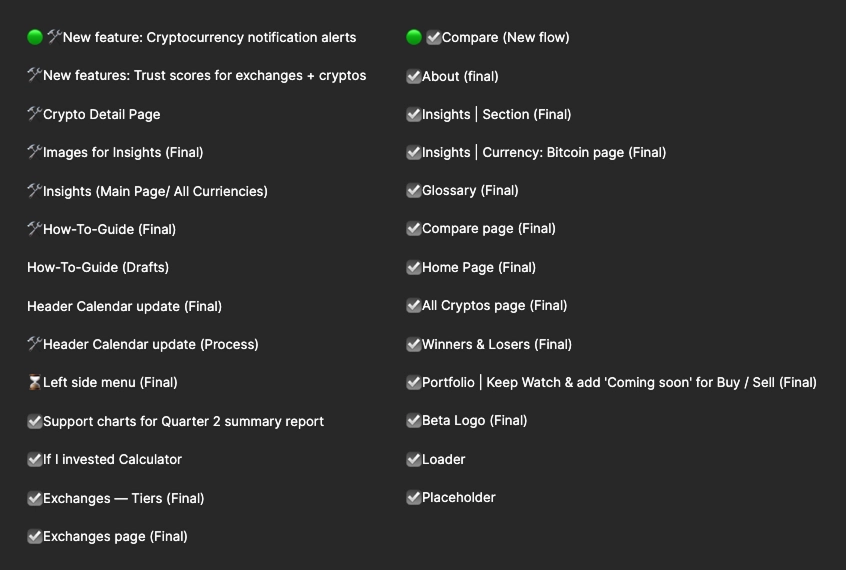 🟢 🛠New feature: Cryptocurrency notification alerts
🛠New features: Trust scores for exchanges + cryptos
🛠Crypto Detail Page
🛠Images for Insights (Final)
🛠Insights (Main Page/ All Curriencies)
🛠How-To-Guide (Final)
How-To-Guide (Drafts)
Header Calendar update (Final)
🛠Header Calendar update (Process)
⏳Left side menu (Final)
☑️Support charts for Quarter 2 summary report
☑️If I invested Calculator
☑️Exchanges — Tiers (Final)
☑️Exchanges page (Final)
🟢 ☑️Compare (New flow)
☑️About (final)
☑️Insights | Section (Final)
☑️Insights | Currency: Bitcoin page (Final)
☑️Glossary (Final)
☑️Compare page (Final)
☑️Home Page (Final)
☑️All Cryptos page (Final)
☑️Winners & Losers (Final)
☑️Portfolio | Keep Watch & add 'Coming soon' for Buy / Sell (Final)
☑️Beta Logo (Final)
☑️Loader
☑️Placeholder